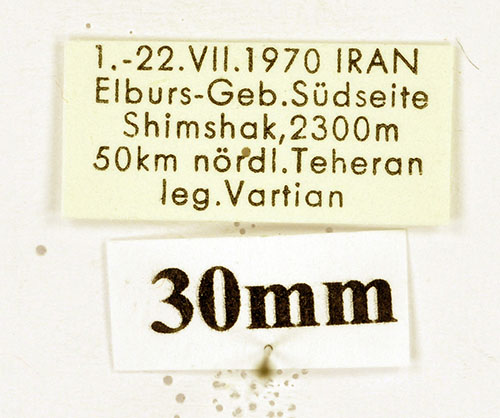 1.-22.VII.1970 IRAN
Elburs-Geb.Südseite
Shimshak,2300m
50km nördl.Teheran
leg.Vartian
30mm